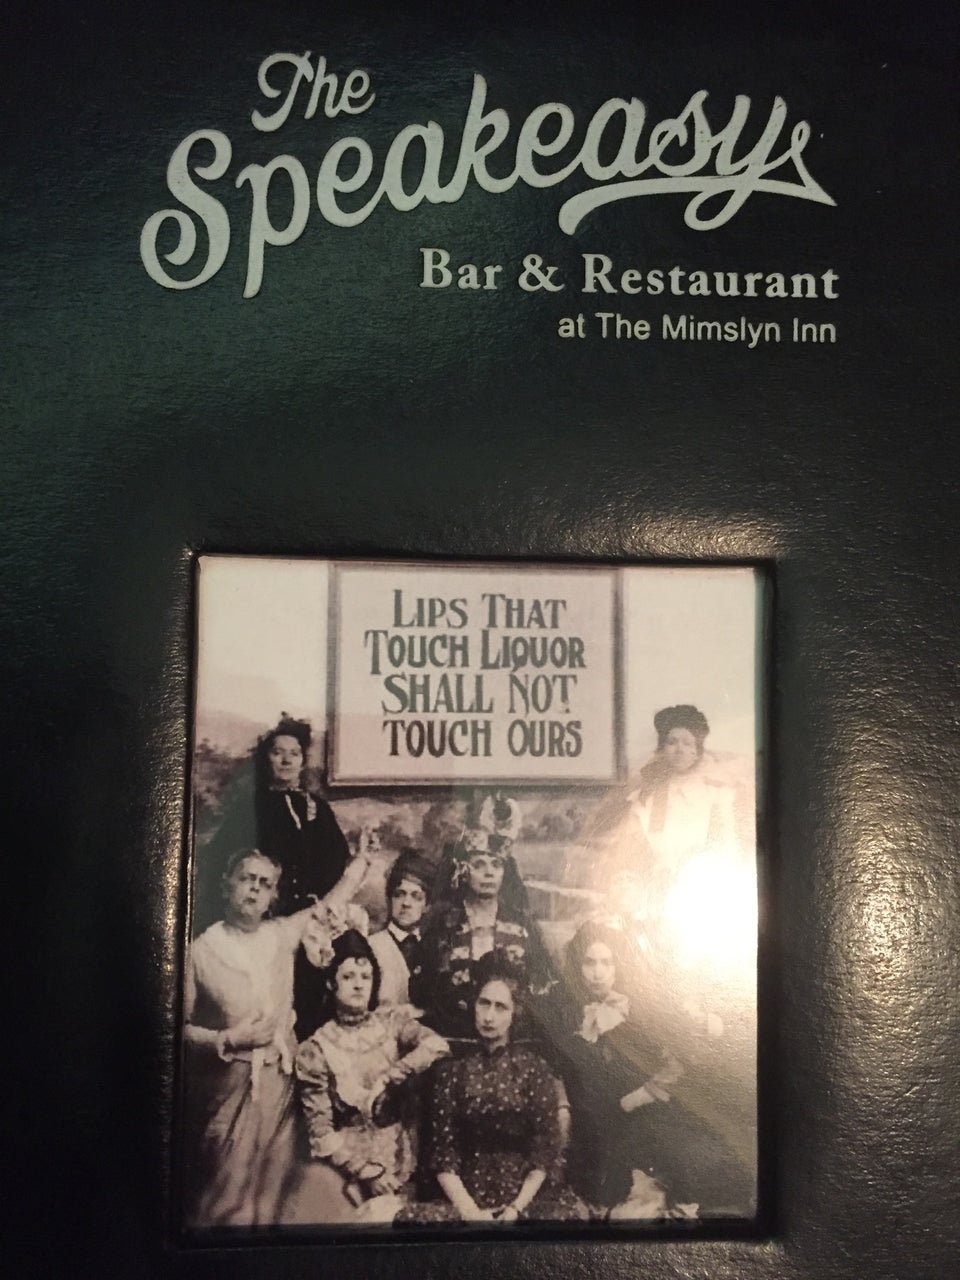 The
Speakeasy
Bar & Restaurant
at The Mimslyn Inn
LIPS THAT
TOUCH LIQUOR
SHALL NOT
TOUCH OURS